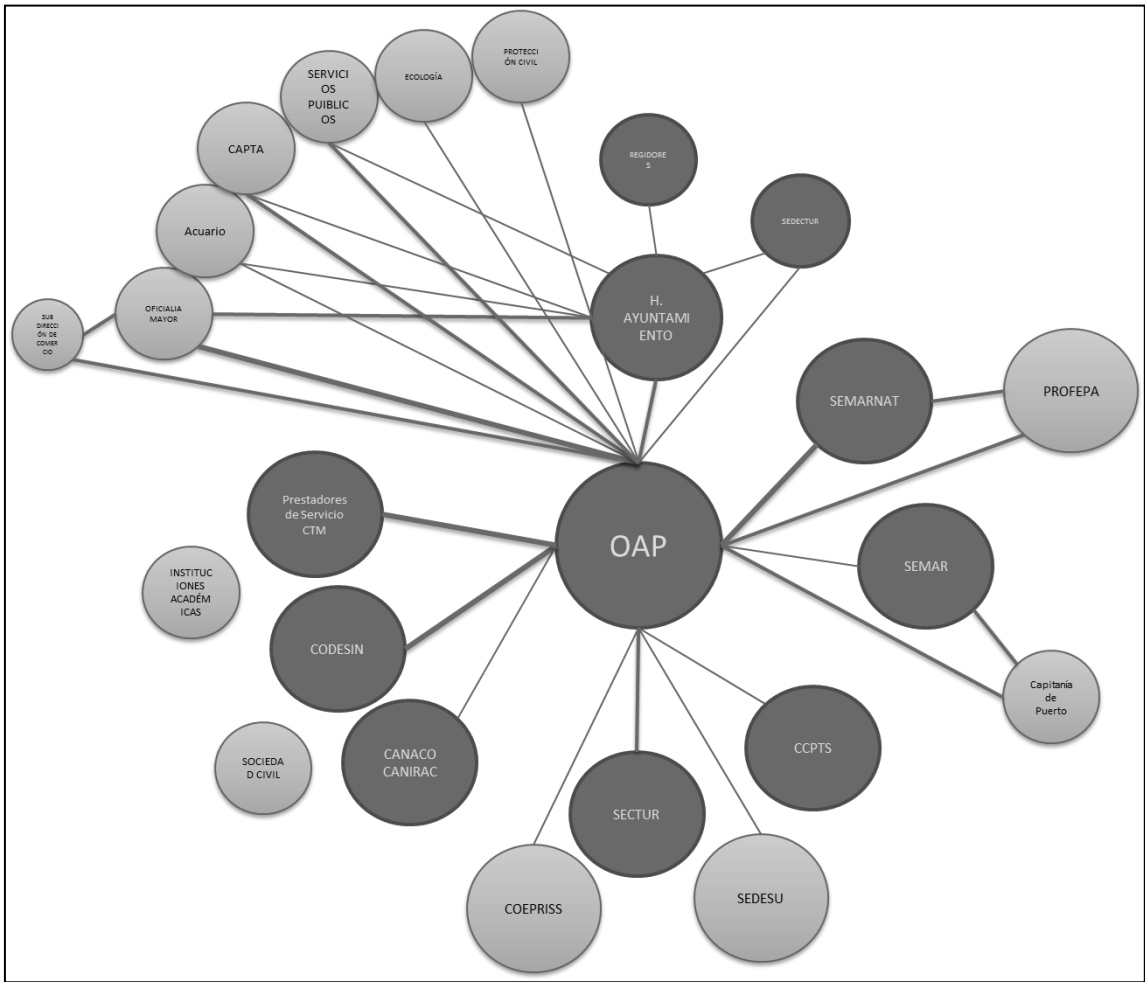 PROTECCI
ÓN CIVIL
ECOLOGÍA
SERVICI
OS
PUIBLIC
OS
CAPTA
REGIDORE
S
SEDECTUR
Acuario
OFICIALIA
MAYOR
SUB
DIRECCI
ÓN DE
COMER
CIO
H.
AYUNTAMI
ENTO
SEMARNAT
PROFEPA
Prestadores
de Servicio
CTM
OAP
SEMAR
INSTITUC
IONES
ACADÉM
ICAS
CODESIN
Capitanía
de
Puerto
SOCIEDA
D CIVIL
CANACO
CANIRAC
CCPTS
SECTUR
COEPRISS
SEDESU